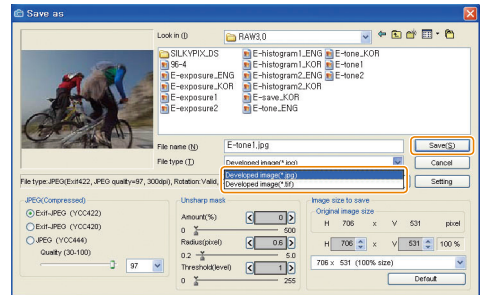 Save as
Look in (I)
RAW3,0
SILKYPIX_DS
96-4
E-exposure_ENG
E-exposure_KOR
E-exposure1
E-exposure2
E-histogram1_ENG
E-histogram1_KOR
E-histogram2_ENG
E-histogram2_KOR
E-save_KOR
E-tone_ENG
E-tone_KOR
E-tone1
E-tone2
File name (N)
E-tone1.jpg
Save(S)
File type (T)
Developed image(*.jpg)
Cancel
Developed image(*.jpg)
Developed image(*.tif)
File type:JPEG(Exif422, JPEG quality=97, 300dpi), Rotation:Valid,
Setting
JPEG(Compressed)
Exif-JPEG (YCC422)
Exif-JPEG (YCC420)
JPEG (YCC444)
Quality (30-100)
97
Unsharp mask
Amount(%)
0
0
500
Radius(pixel)
0.6
0.2
5.0
Threshold(level)
1
0
255
Image size to save
Original image size
H 706 x V 531 pixel
H 706 x V 531 100 %
706 x 531 (100% size)
Default